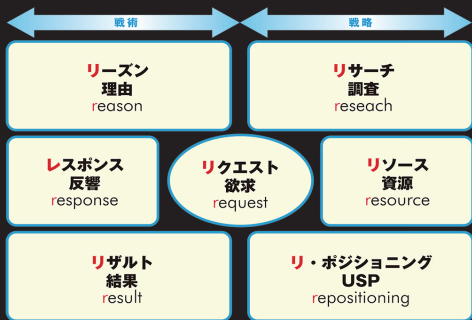 戦術
戦略
リーズン
理由
reason
リサーチ
調査
reseach
レスポンス
反響
response
リクエスト
欲求
request
リソース
資源
resource
リザルト
結果
result
リ・ポジショニング
USP
repositioning